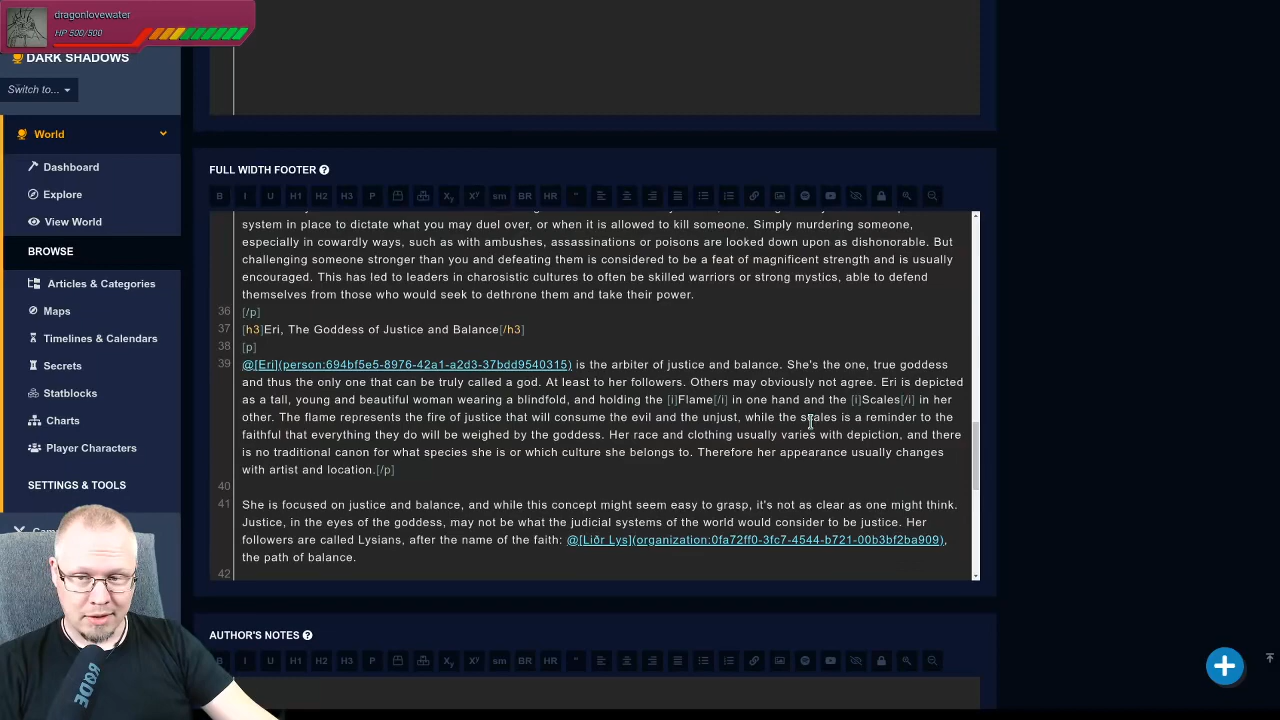 dragonlovewater
HP 500/500
DARK SHADOWS
Switch to...
World
Dashboard
Explore
View World
BROWSE
Articles & Categories
Maps
Timelines & Calendars
Secrets
Statblocks
Charts
Player Characters
SETTINGS & TOOLS
FULL WIDTH FOOTER
B I U H1 H2 H3 P Xy Xy sm BR HR "
system in place to dictate what you may duel over, or when it is allowed to kill someone. Simply murdering someone,
especially in cowardly ways, such as with ambushes, assassinations or poisons are looked down upon as dishonorable. But
challenging someone stronger than you and defeating them is considered to be a feat of magnificent strength and is usually
encouraged. This has led to leaders in charosistic cultures to often be skilled warriors or strong mystics, able to defend
themselves from those who would seek to dethrone them and take their power.
36 [/p]
37 [h3]Eri, The Goddess of Justice and Balance[/h3]
38 [p]
39 @[Eri](person:694bf5e5-8976-42a1-a2d3-37bdd9540315) is the arbiter of justice and balance. She's the one, true goddess
and thus the only one that can be truly called a god. At least to her followers. Others may obviously not agree. Eri is depicted
as a tall, young and beautiful woman wearing a blindfold, and holding the [i]Flame[/i] in one hand and the [i]Scales[/i] in her
other. The flame represents the fire of justice that will consume the evil and the unjust, while the scales is a reminder to the
faithful that everything they do will be weighed by the goddess. Her race and clothing usually varies with depiction, and there
is no traditional canon for what species she is or which culture she belongs to. Therefore her appearance usually changes
with artist and location.[/p]
40
41 She is focused on justice and balance, and while this concept might seem easy to grasp, it's not as clear as one might think.
Justice, in the eyes of the goddess, may not be what the judicial systems of the world would consider to be justice. Her
followers are called Lysians, after the name of the faith: @[Liðr Lys](organization:0fa72ff0-3fc7-4544-b721-00b3bf2ba909),
the path of balance.
42
AUTHOR'S NOTES
B I U H1 H2 H3 P Xy Xy sm BR HR "
RØDE